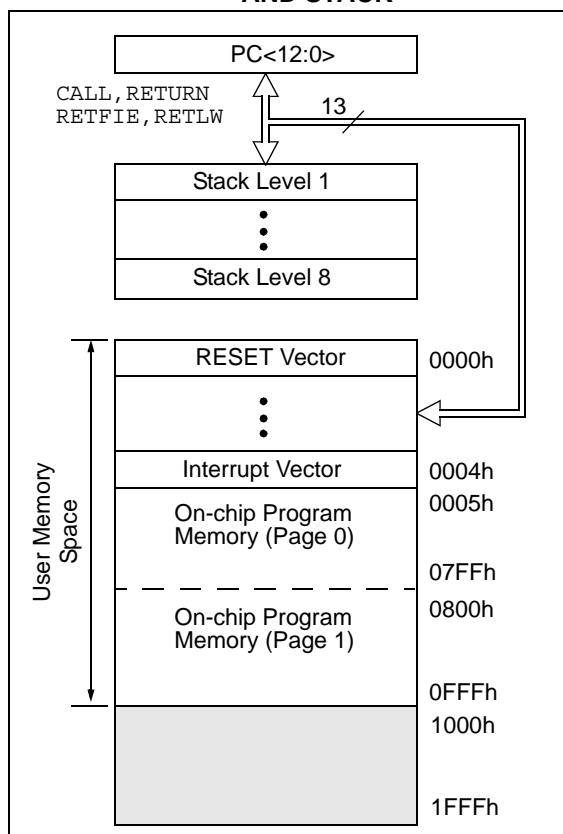 AND STACK
PC<12:0>
CALL,RETURN
RETFIE,RETLW
13
Stack Level 1
Stack Level 8
User Memory
Space
RESET Vector
0000h
Interrupt Vector
0004h
0005h
On-chip Program
Memory (Page 0)
07FFh
0800h
On-chip Program
Memory (Page 1)
0FFFh
1000h
1FFFh